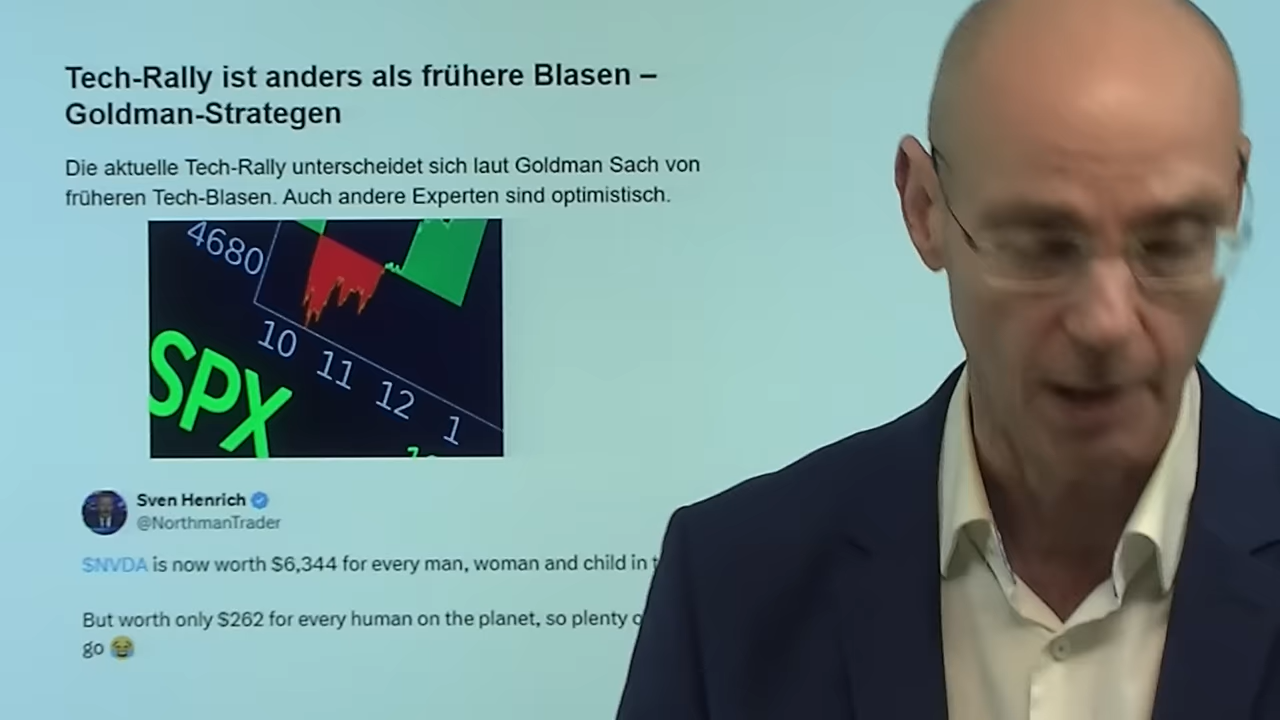 Tech-Rally ist anders als frühere Blasen –
Goldman-Strategen
Die aktuelle Tech-Rally unterscheidet sich laut Goldman Sach von
früheren Tech-Blasen. Auch andere Experten sind optimistisch.
4680
10 11 12 1
SPX
Sven Henrich
@NorthmanTrader
$NVDA is now worth $6,344 for every man, woman and child in
But worth only $262 for every human on the planet, so plenty
go 😭